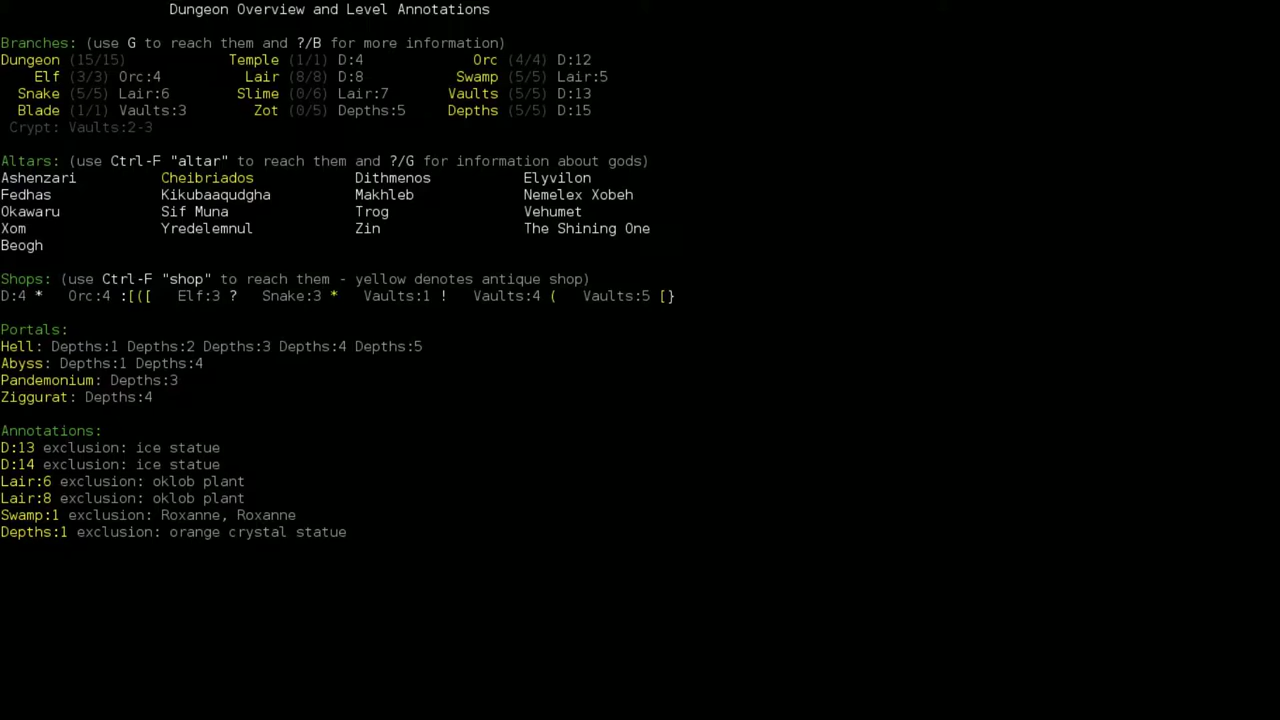 Dungeon Overview and Level Annotations
Branches: (use G to reach them and ?/B for more information)
Dungeon (15/15) Temple (1/1) D:4 Orc (4/4) D:12
Elf (3/3) Orc:4 Lair (8/8) D:8 Swamp (5/5) Lair:5
Snake (5/5) Lair:6 Slime (0/6) Lair:7 Vaults (5/5) D:13
Blade (1/1) Vaults:3 Zot (0/5) Depths:5 Depths (5/5) D:15
Crypt: Vaults:2-3
Altars: (use Ctrl-F "altar" to reach them and ?/G for information about gods)
Ashenzari Cheibriados Dithmenos Elyvilon
Fedhas Kikubaaqudgha Makhleb Nemelex Xobeh
Okawaru Sif Muna Trog Vehumet
Xom Yredelemnul Zin The Shining One
Beogh
Shops: (use Ctrl-F "shop" to reach them - yellow denotes antique shop)
D:4 * Orc:4 :[([ Elf:3 ? Snake:3 * Vaults:1 ! Vaults:4 ( Vaults:5 [}
Portals:
Hell: Depths:1 Depths:2 Depths:3 Depths:4 Depths:5
Abyss: Depths:1 Depths:4
Pandemonium: Depths:3
Ziggurat: Depths:4
Annotations:
D:13 exclusion: ice statue
D:14 exclusion: ice statue
Lair:6 exclusion: oklob plant
Lair:8 exclusion: oklob plant
Swamp:1 exclusion: Roxanne, Roxanne
Depths:1 exclusion: orange crystal statue